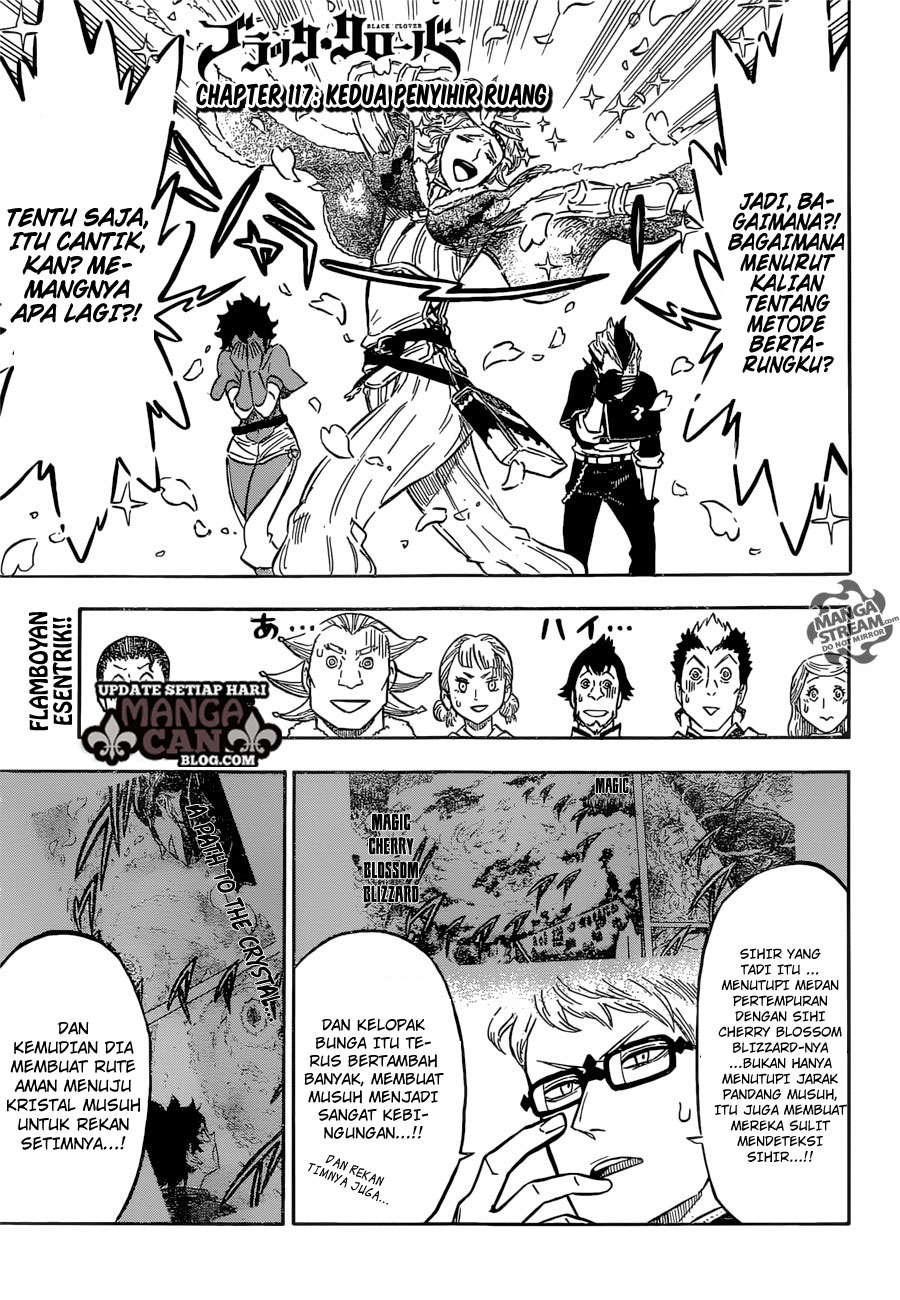 ブラック・クローバー
BLACK CLOVER
CHAPTER 117: KEDUA PENYIHIR RUANG
JADI, BA-
GAIMANA?!
BAGAIMANA
MENURUT
KALIAN
TENTANG
METODE
BERTA-
RUNGKU?
TENTU SAJA,
ITU CANTIK,
KAN? ME-
MANGNYA
APA LAGI?!
MANGA
STREAM.com
DO NOT MIRROR
ハイ…
あ…
FLAMBOYAN
ESENTRIK!!
UPDATE SETIAP HARI
MANGA
CAN
BLOG.COM
MAGIC
MAGIC
CHERRY
BLOSSOM
BLIZZARD
SIHIR YANG
TADI ITU ...
MENUTUPI MEDAN
PERTEMPURAN
DENGAN SIHI
CHERRY BLOSSOM
BLIZZARD-NYA
...BUKAN HANYA
MENUTUPI JARAK
PANDANG MUSUH,
ITU JUGA MEMBUAT
MEREKA SULIT
MENDETEKSI
SIHIR...!!
DAN KELOPAK
BUNGA ITU TE-
RUS BERTAMBAH
BANYAK, MEMBUAT
MUSUH MENJADI
SANGAT KEBI-
NGUNGAN...!!
DAN REKAN
TIMNYA JUGA...
A PATH TO THE CRYSTAL...
DAN
KEMUDIAN DIA
MEMBUAT RUTE
AMAN MENUJU
KRISTAL MUSUH
UNTUK REKAN
SETIMNYA...!